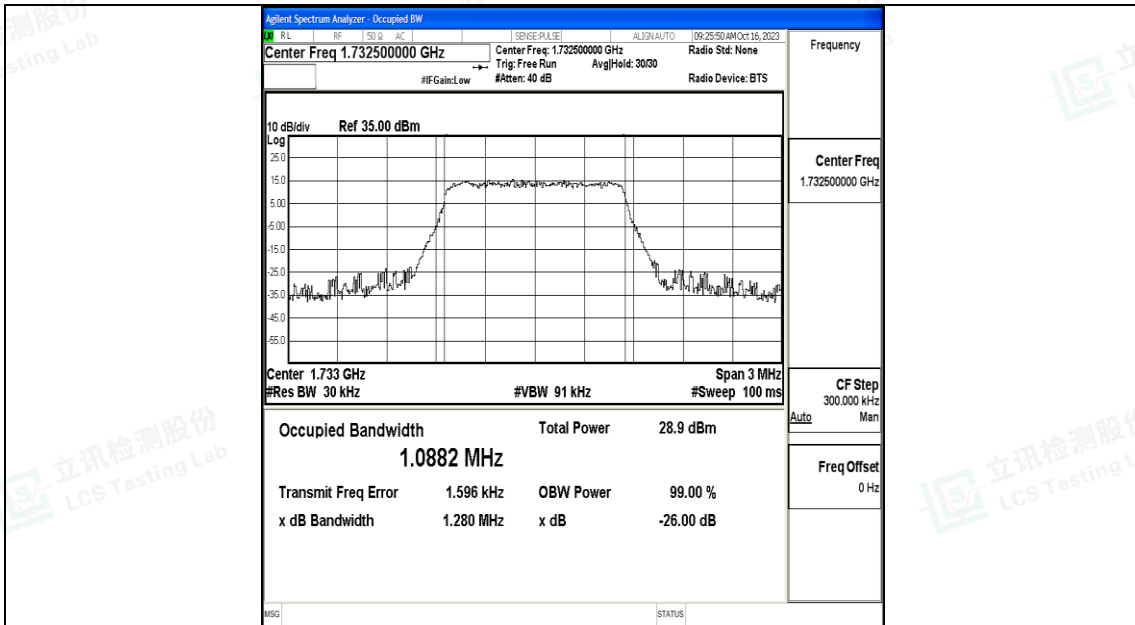 Agilent Spectrum Analyzer - Occupied BW
RL RF 50 Ω AC SENSE:PULSE ALIGN AUTO 09:25:50 AM Oct 16, 2023
Center Freq 1.732500000 GHz
Center Freq: 1.732500000 GHz
Radio Std: None
Trig: Free Run Avg|Hold: 30/30
#IFGain:Low
#Atten: 40 dB
Radio Device: BTS
10 dB/div Ref 35.00 dBm
Log
25.0
15.0
5.00
-5.00
-15.0
-25.0
-35.0
-45.0
-55.0
Center 1.733 GHz Span 3 MHz
#Res BW 30 kHz #VBW 91 kHz #Sweep 100 ms
Occupied Bandwidth Total Power 28.9 dBm
1.0882 MHz
Transmit Freq Error 1.596 kHz OBW Power 99.00 %
x dB Bandwidth 1.280 MHz x dB -26.00 dB
MSG STATUS
Frequency
Center Freq
1.732500000 GHz
CF Step
300.000 kHz
Auto Man
Freq Offset
0 Hz
立讯检测股份
LCS Testing Lab
立讯检测股份
LCS Testing L
测股份
sting Lab
立